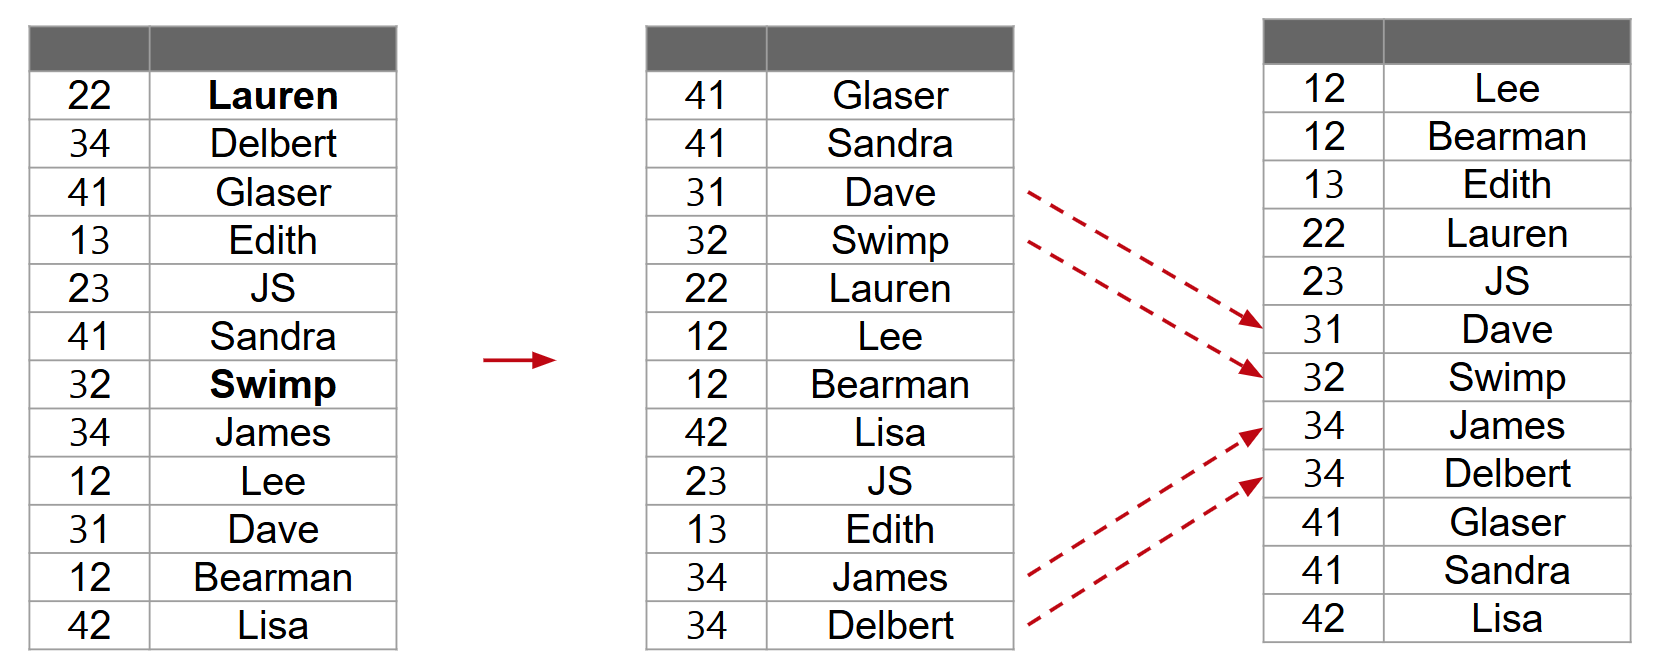 22 Lauren
34 Delbert
41 Glaser
13 Edith
23 JS
41 Sandra
32 Swimp
34 James
12 Lee
31 Dave
12 Bearman
42 Lisa
41 Glaser
41 Sandra
31 Dave
32 Swimp
22 Lauren
12 Lee
12 Bearman
42 Lisa
23 JS
13 Edith
34 James
34 Delbert
12 Lee
12 Bearman
13 Edith
22 Lauren
23 JS
31 Dave
32 Swimp
34 James
34 Delbert
41 Glaser
41 Sandra
42 Lisa